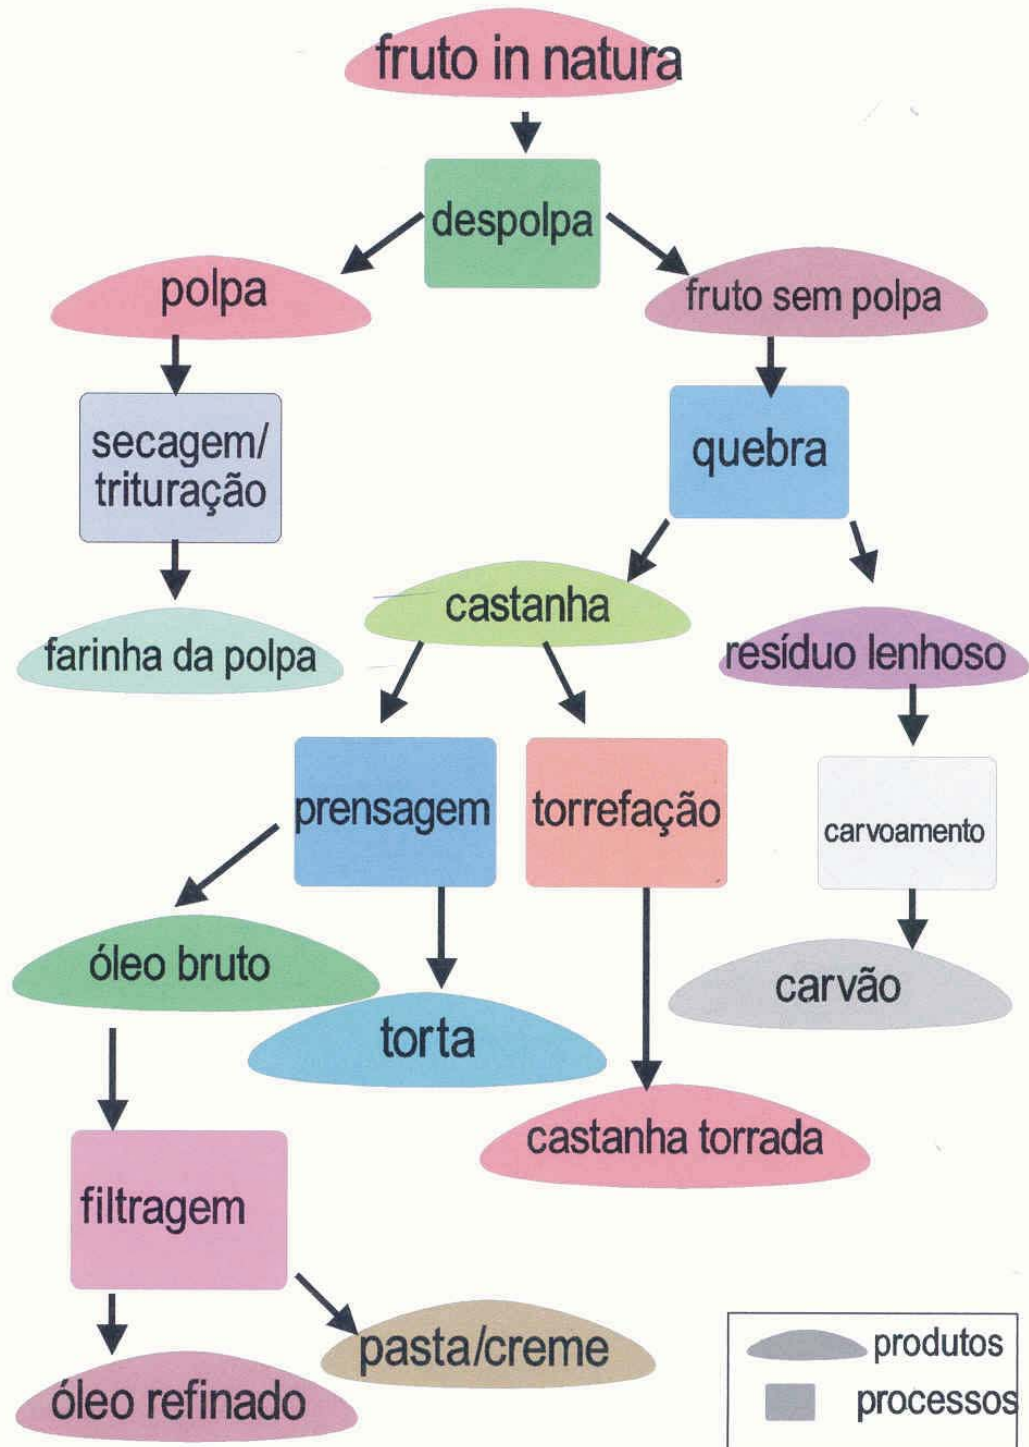 fruto in natura
despolpa
polpa
fruto sem polpa
secagem/
trituração
quebra
castanha
farinha da polpa
resíduo lenhoso
prensagem
torrefação
carvoamento
óleo bruto
carvão
torta
castanha torrada
filtragem
pasta/creme
óleo refinado
produtos
processos